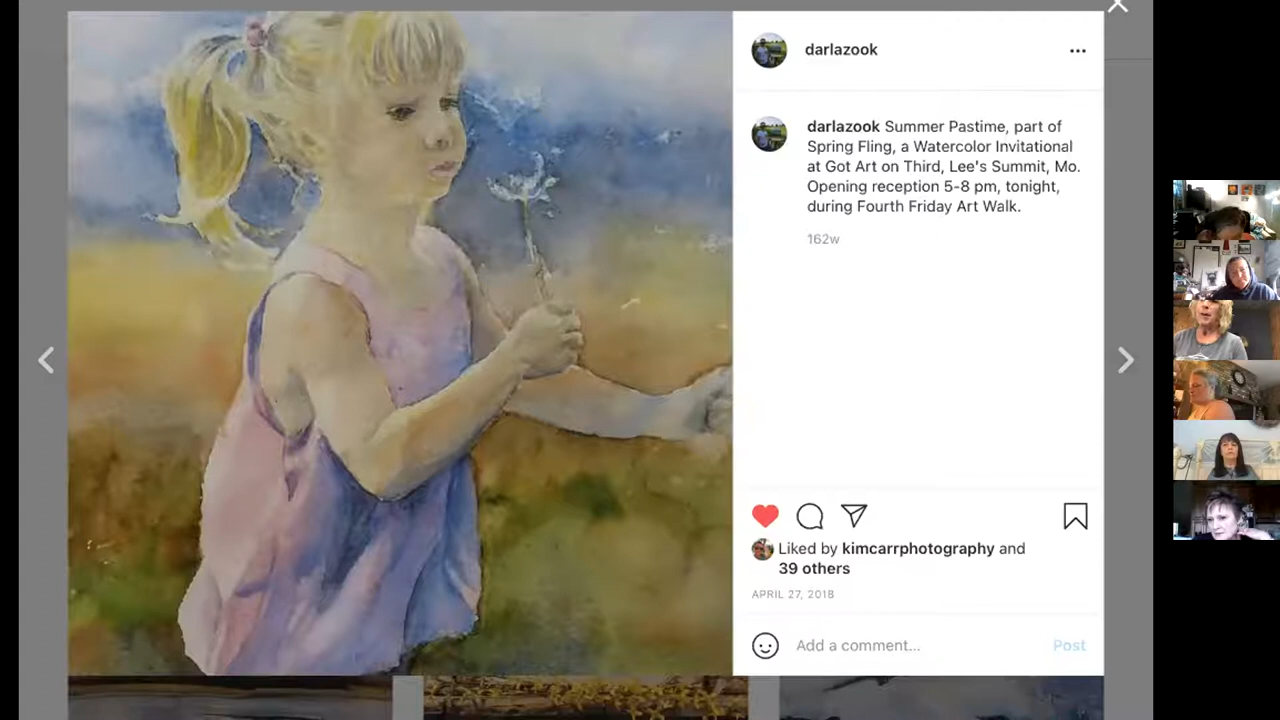 darlazook
darlazook Summer Pastime, part of
Spring Fling, a Watercolor Invitational
at Got Art on Third, Lee's Summit, Mo.
Opening reception 5-8 pm, tonight,
during Fourth Friday Art Walk.
162w
Liked by kimcarrphotography and
39 others
APRIL 27, 2018
Add a comment...
Post